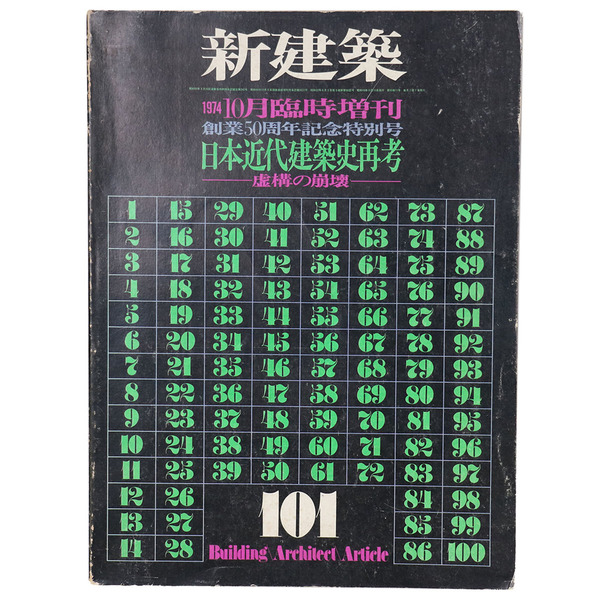 新建築
1974 10月臨時増刊
創業50周年記念特別号
日本近代建築史再考
虚構の崩壊
1 15 29 40 51 62 73 87
2 16 30 41 52 63 74 88
3 17 31 42 53 64 75 89
4 18 32 43 54 65 76 90
5 19 33 44 55 66 77 91
6 20 34 45 56 67 78 92
7 21 35 46 57 68 79 93
8 22 36 47 58 69 80 94
9 23 37 48 59 70 81 95
10 24 38 49 60 71 82 96
11 25 39 50 61 72 83 97
12 26 84 98
13 27 85 99
14 28 86 100
101
Building Architect Article